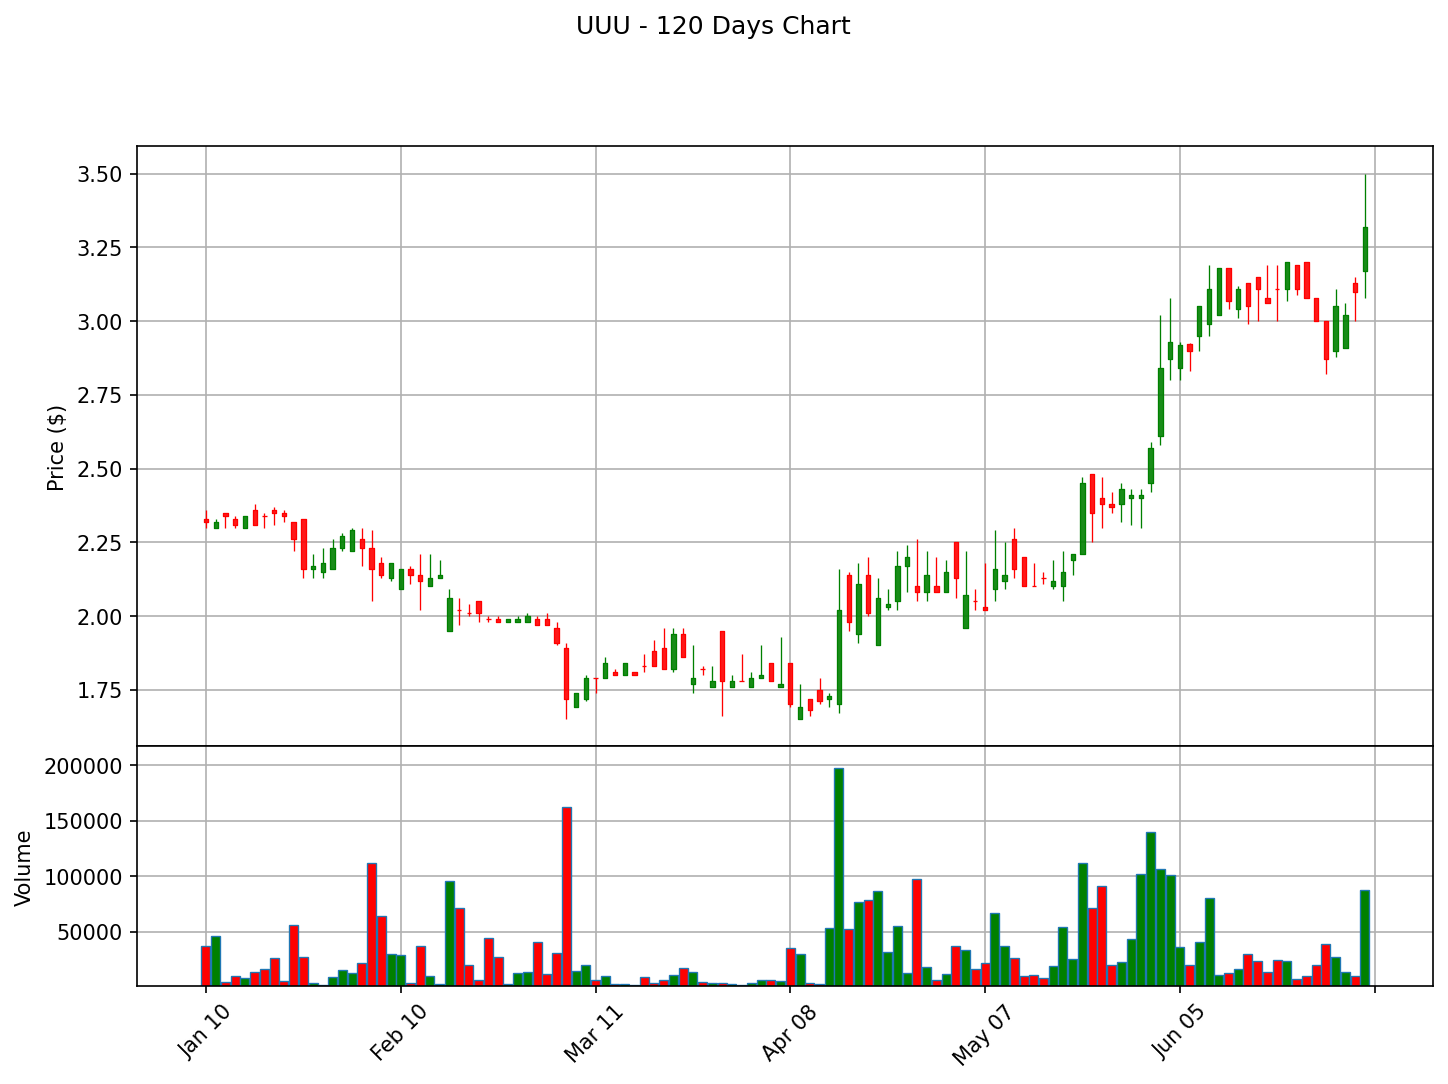 UUU - 120 Days Chart
3.50
3.25
3.00
2.75
2.50
2.25
2.00
1.75
Price ($)
200000
150000
100000
50000
Volume
Jan 10
Feb 10
Mar 11
Apr 08
May 07
Jun 05